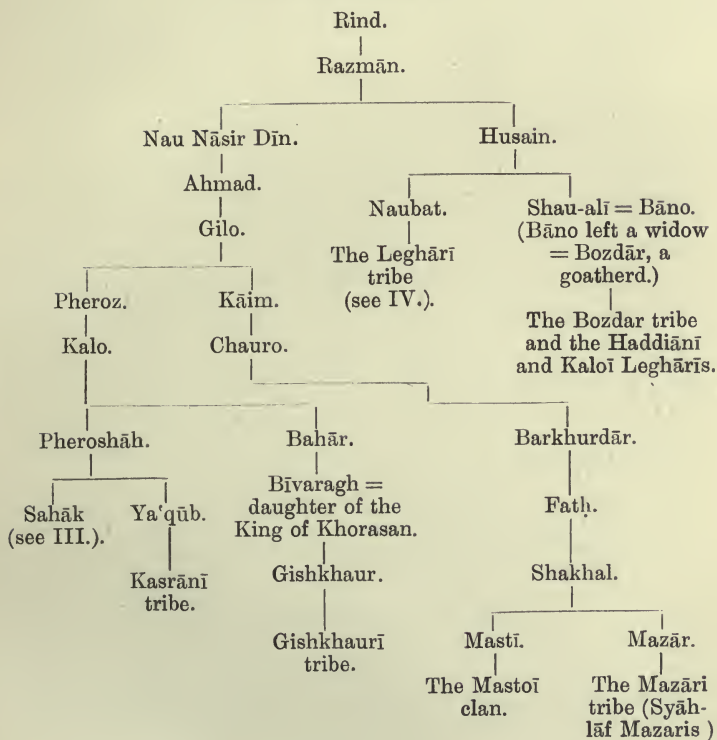 Rind.
Razmān.
Nau Nāsir Dīn. Husain.
Ahmad. Naubat. Shau-alī = Bāno.
(Bāno left a widow
Gilo. The Leghārī = Bozdār, a
tribe goatherd.)
Pheroz. Kāim. (see IV.).
The Bozdar tribe
Kalo. Chauro. and the Haddiānī
and Kaloī Leghārīs.
Pheroshāh. Bahār. Barkhurdār.
Bīvaragh =
Sahāk Ya'qūb. daughter of the Fatḥ.
(see III.). King of Khorasan.
Kasrānī Gishkhaur. Shakhal.
tribe.
Gishkhaurī Mastī. Mazār.
tribe.
The Mastoī The Mazāri
clan. tribe (Syāh-
lāf Mazaris )